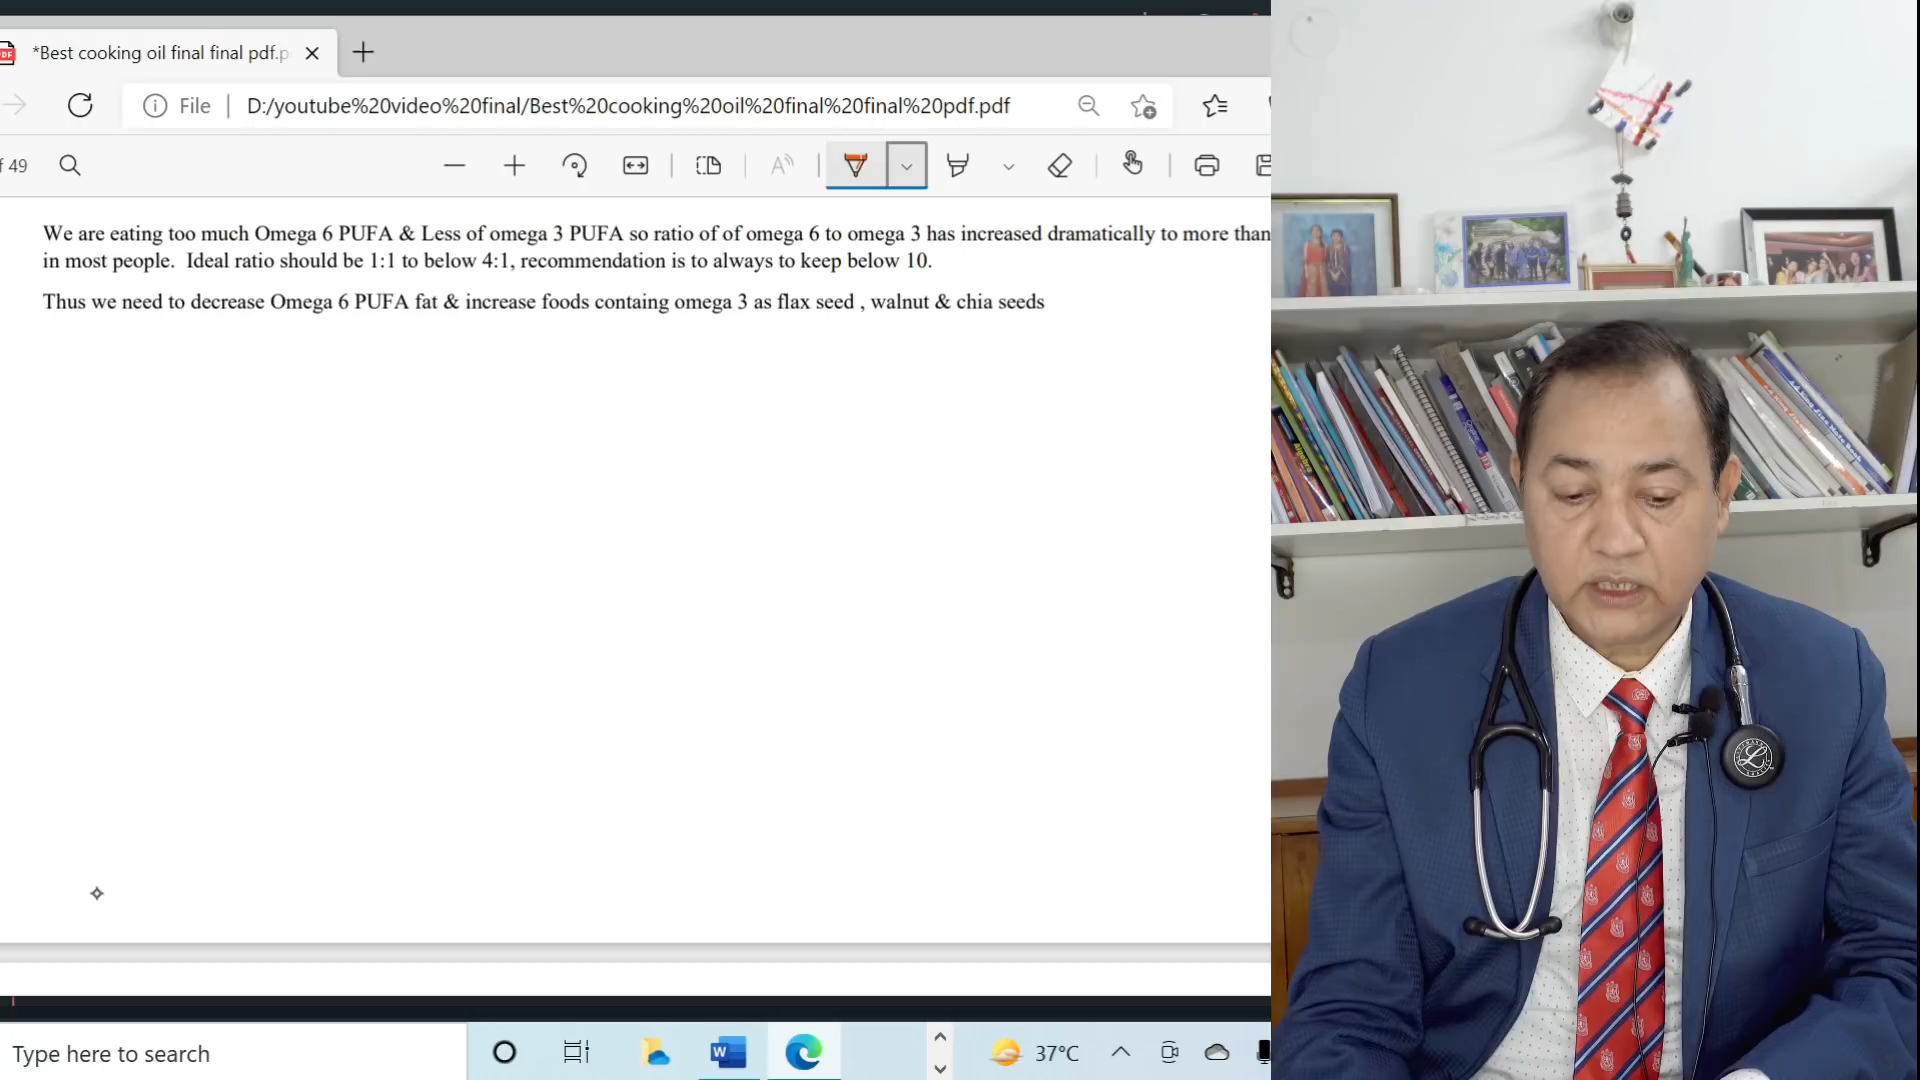 *Best cooking oil final final pdf.p
File
D:/youtube%20video%20final/Best%20cooking%20oil%20final%20final%20pdf.pdf
f 49
We are eating too much Omega 6 PUFA & Less of omega 3 PUFA so ratio of of omega 6 to omega 3 has increased dramatically to more than
in most people. Ideal ratio should be 1:1 to below 4:1, recommendation is to always to keep below 10.
Thus we need to decrease Omega 6 PUFA fat & increase foods containg omega 3 as flax seed , walnut & chia seeds
Algebra
Type here to search
W
37°C